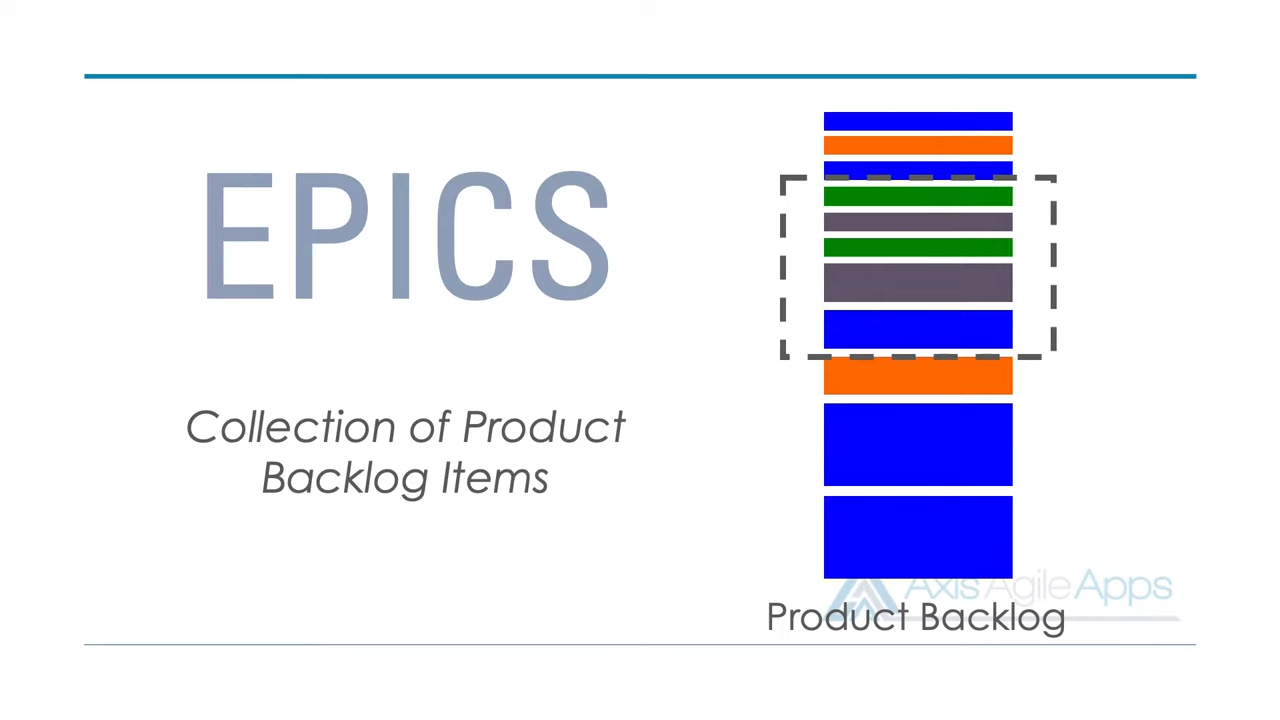 EPICS
Collection of Product
Backlog Items
Axis Agile Apps
Product Backlog